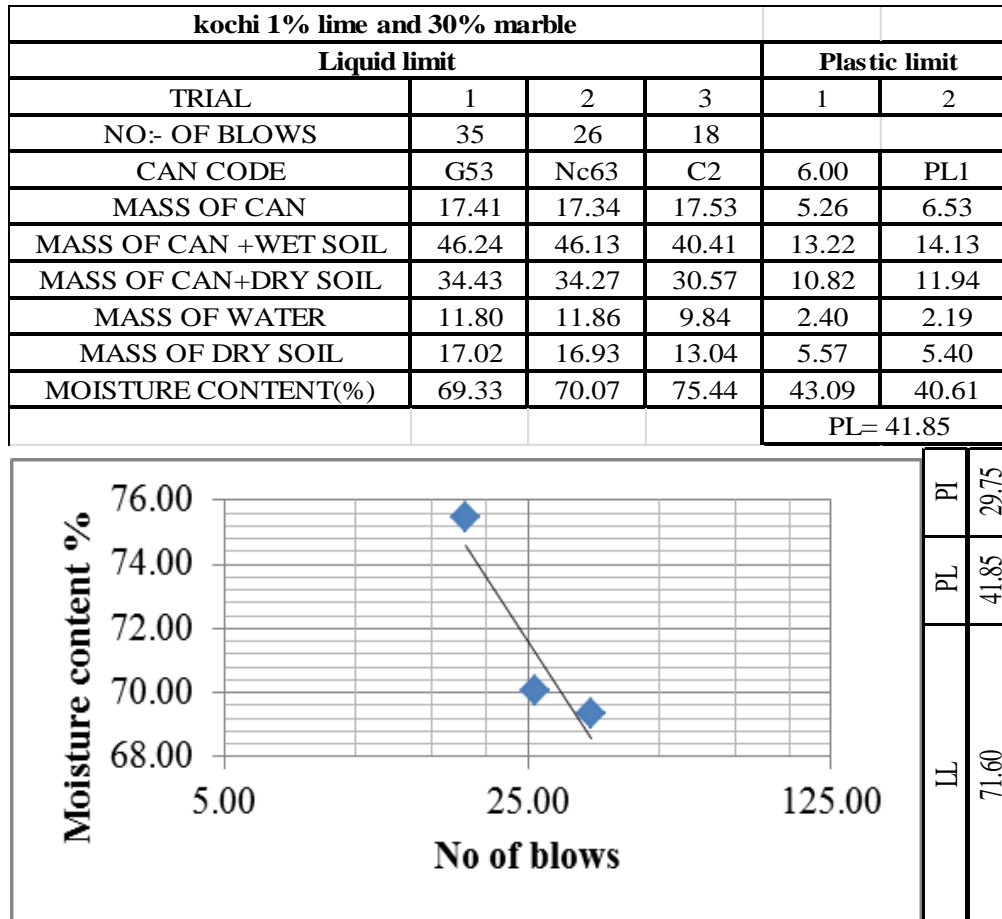 kochi 1% lime and 30% marble
Liquid limit Plastic limit
TRIAL 1 2 3 1 2
NO:- OF BLOWS 35 26 18
CAN CODE G53 Nc63 C2 6.00 PL1
MASS OF CAN 17.41 17.34 17.53 5.26 6.53
MASS OF CAN +WET SOIL 46.24 46.13 40.41 13.22 14.13
MASS OF CAN+DRY SOIL 34.43 34.27 30.57 10.82 11.94
MASS OF WATER 11.80 11.86 9.84 2.40 2.19
MASS OF DRY SOIL 17.02 16.93 13.04 5.57 5.40
MOISTURE CONTENT(%) 69.33 70.07 75.44 43.09 40.61
PL= 41.85
Moisture content %
76.00
74.00
72.00
70.00
68.00
5.00 25.00 125.00
No of blows
PI 29.75
PL 41.85
LL 71.60